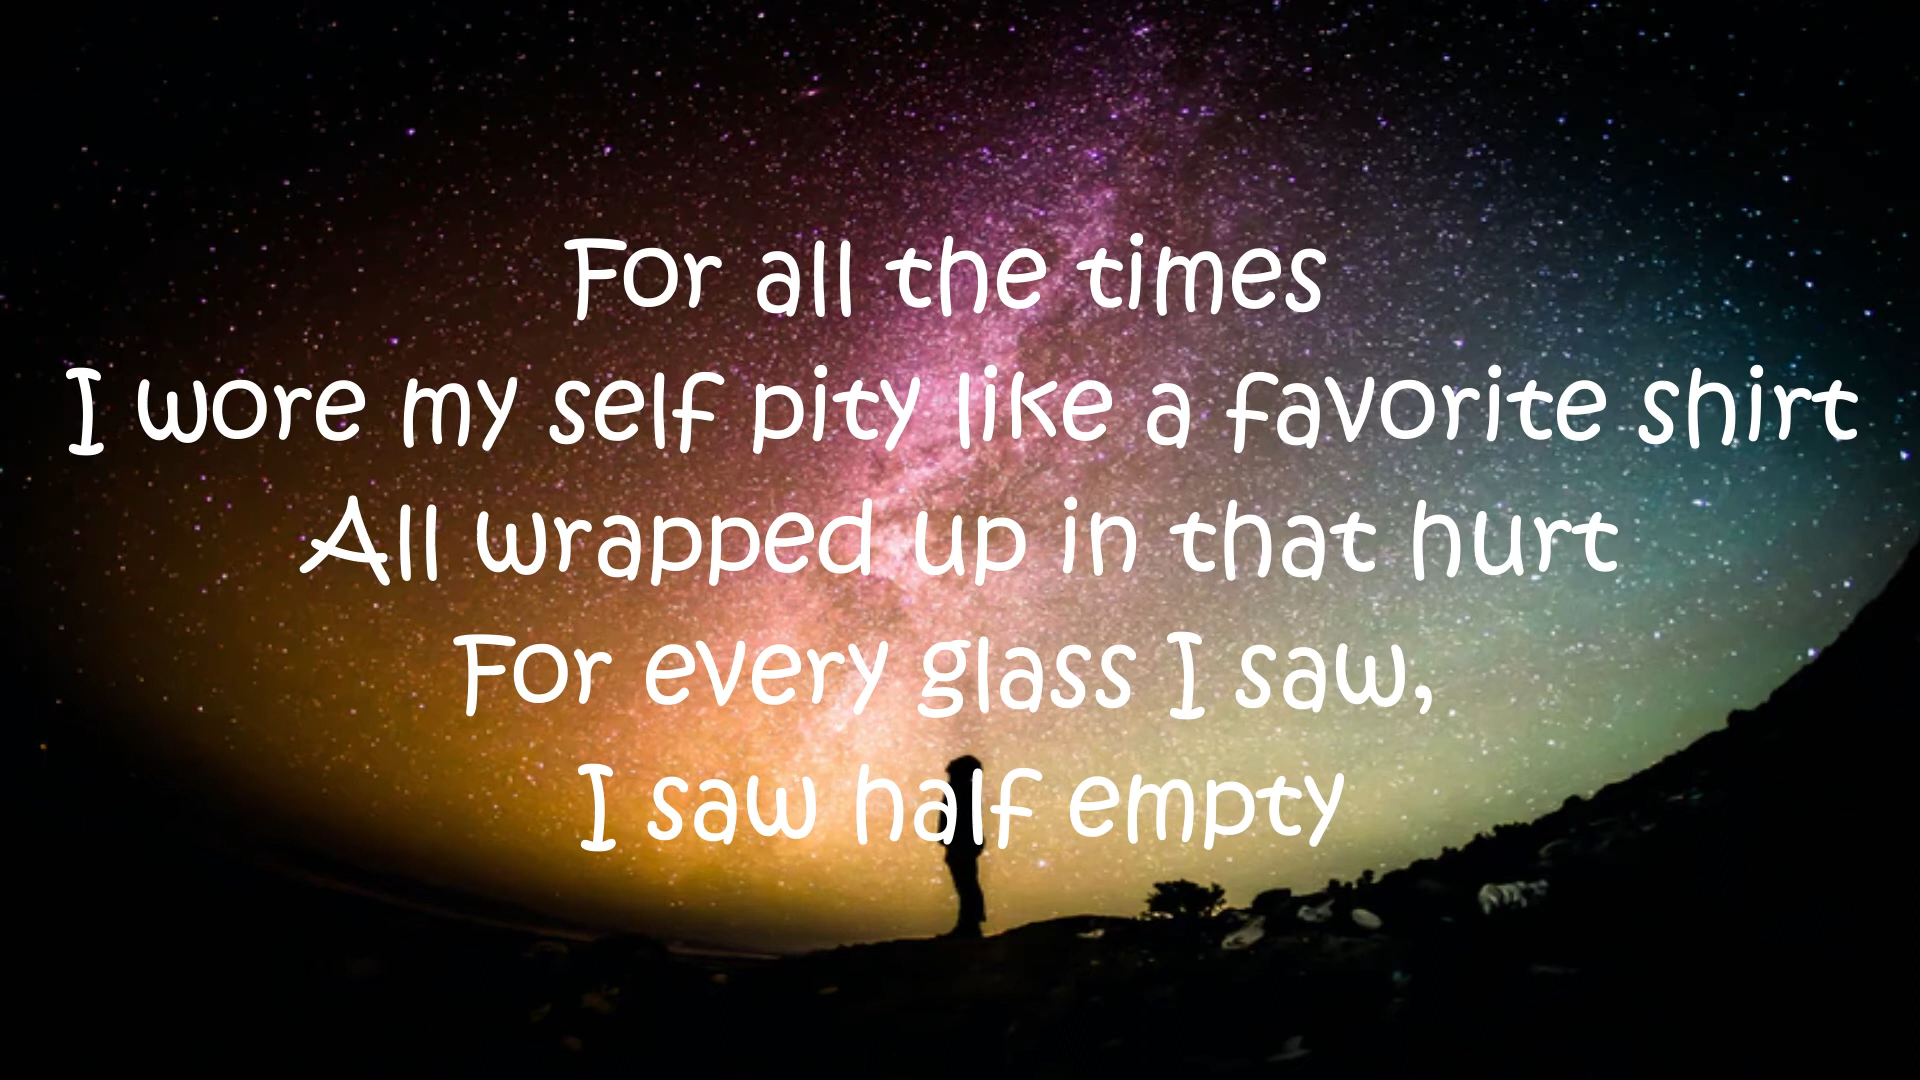 For all the times
I wore my self pity like a favorite shirt
All wrapped up in that hurt
For every glass I saw,
I saw half empty